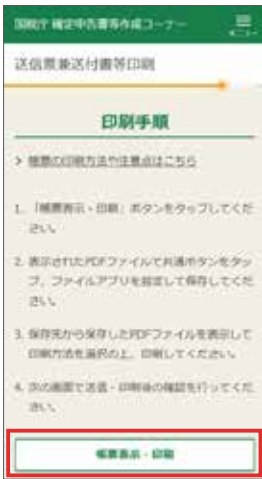 国税庁 確定申告書等作成コーナー
送信票兼送付書等印刷
印刷手順
> 帳票の印刷方法や注意点はこちら
1. 「帳票表示・印刷」ボタンをタップしてくだ
さい。
2. 表示されたPDFファイルで共有ボタンをタッ
プ、ファイルアプリを指定して保存してくだ
さい。
3. 保存先から保存したPDFファイルを表示して
印刷方法を選択の上、印刷してください。
4. 次の画面で送信・印刷後の確認を行ってくだ
さい。
帳票表示・印刷